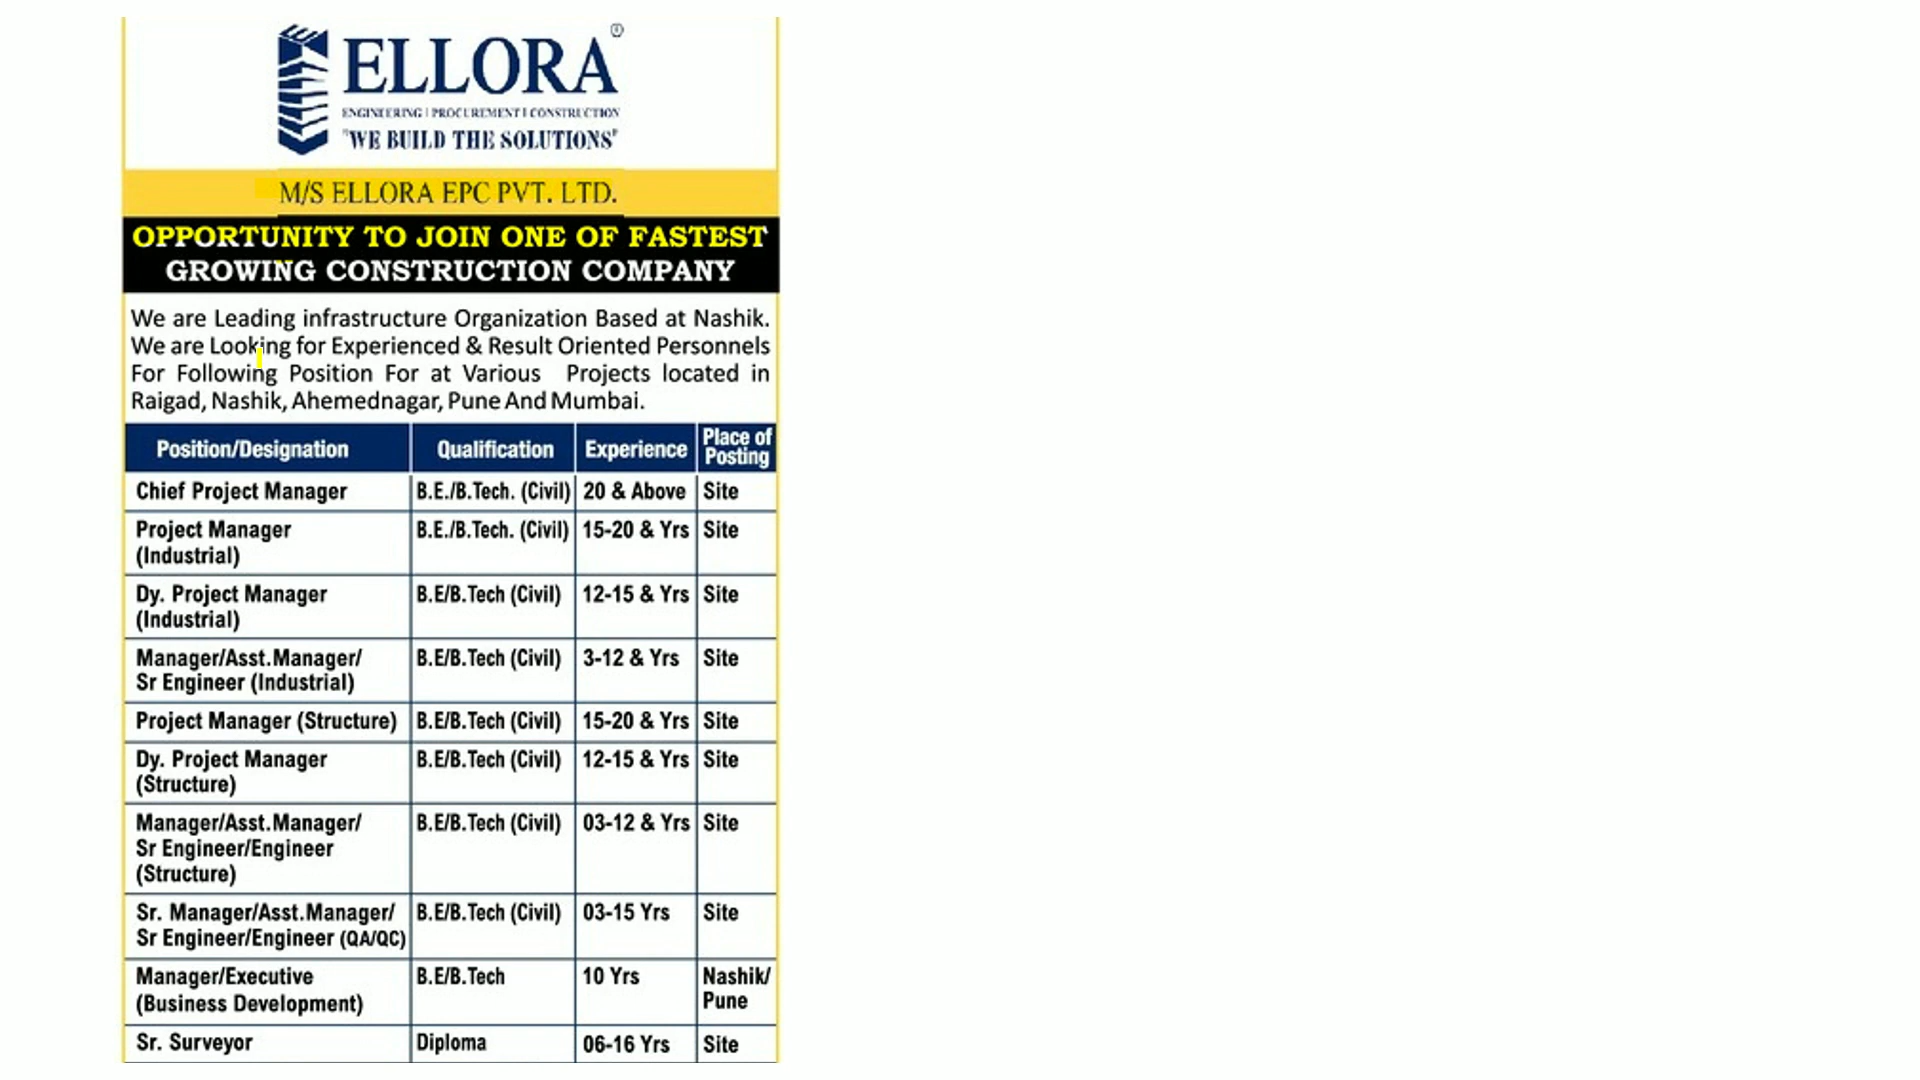 ELLORA®
ENGINEERING | PROCUREMENT | CONSTRUCTION
"WE BUILD THE SOLUTIONS"
M/S ELLORA EPC PVT. LTD.
OPPORTUNITY TO JOIN ONE OF FASTEST
GROWING CONSTRUCTION COMPANY
We are Leading infrastructure Organization Based at Nashik.
We are Looking for Experienced & Result Oriented Personnels
For Following Position For at Various Projects located in
Raigad, Nashik, Ahemednagar, Pune And Mumbai.
Position/Designation Qualification Experience Place of Posting
Chief Project Manager B.E./B.Tech. (Civil) 20 & Above Site
Project Manager B.E./B.Tech. (Civil) 15-20 & Yrs Site
(Industrial)
Dy. Project Manager B.E/B.Tech (Civil) 12-15 & Yrs Site
(Industrial)
Manager/Asst.Manager/ B.E/B.Tech (Civil) 3-12 & Yrs Site
Sr Engineer (Industrial)
Project Manager (Structure) B.E/B.Tech (Civil) 15-20 & Yrs Site
Dy. Project Manager B.E/B.Tech (Civil) 12-15 & Yrs Site
(Structure)
Manager/Asst.Manager/ B.E/B.Tech (Civil) 03-12 & Yrs Site
Sr Engineer/Engineer
(Structure)
Sr. Manager/Asst.Manager/ B.E/B.Tech (Civil) 03-15 Yrs Site
Sr Engineer/Engineer (QA/QC)
Manager/Executive B.E/B.Tech 10 Yrs Nashik/
(Business Development) Pune
Sr. Surveyor Diploma 06-16 Yrs Site